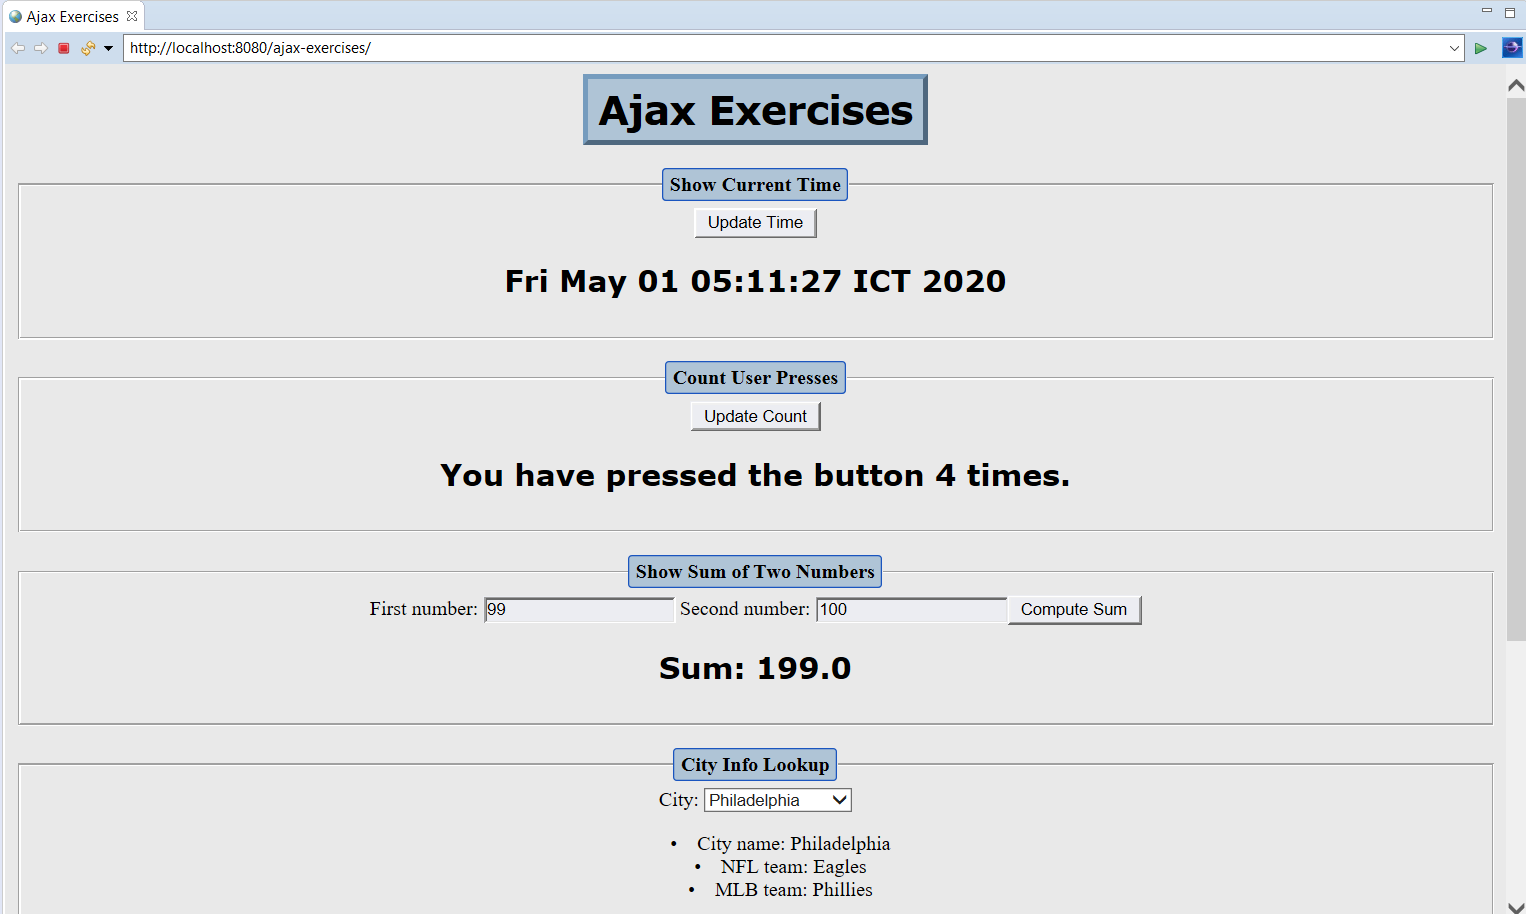 Ajax Exercises
http://localhost:8080/ajax-exercises/
Ajax Exercises
Show Current Time
Update Time
Fri May 01 05:11:27 ICT 2020
Count User Presses
Update Count
You have pressed the button 4 times.
Show Sum of Two Numbers
First number: 99 Second number: 100 Compute Sum
Sum: 199.0
City Info Lookup
City: Philadelphia
• City name: Philadelphia
• NFL team: Eagles
• MLB team: Phillies